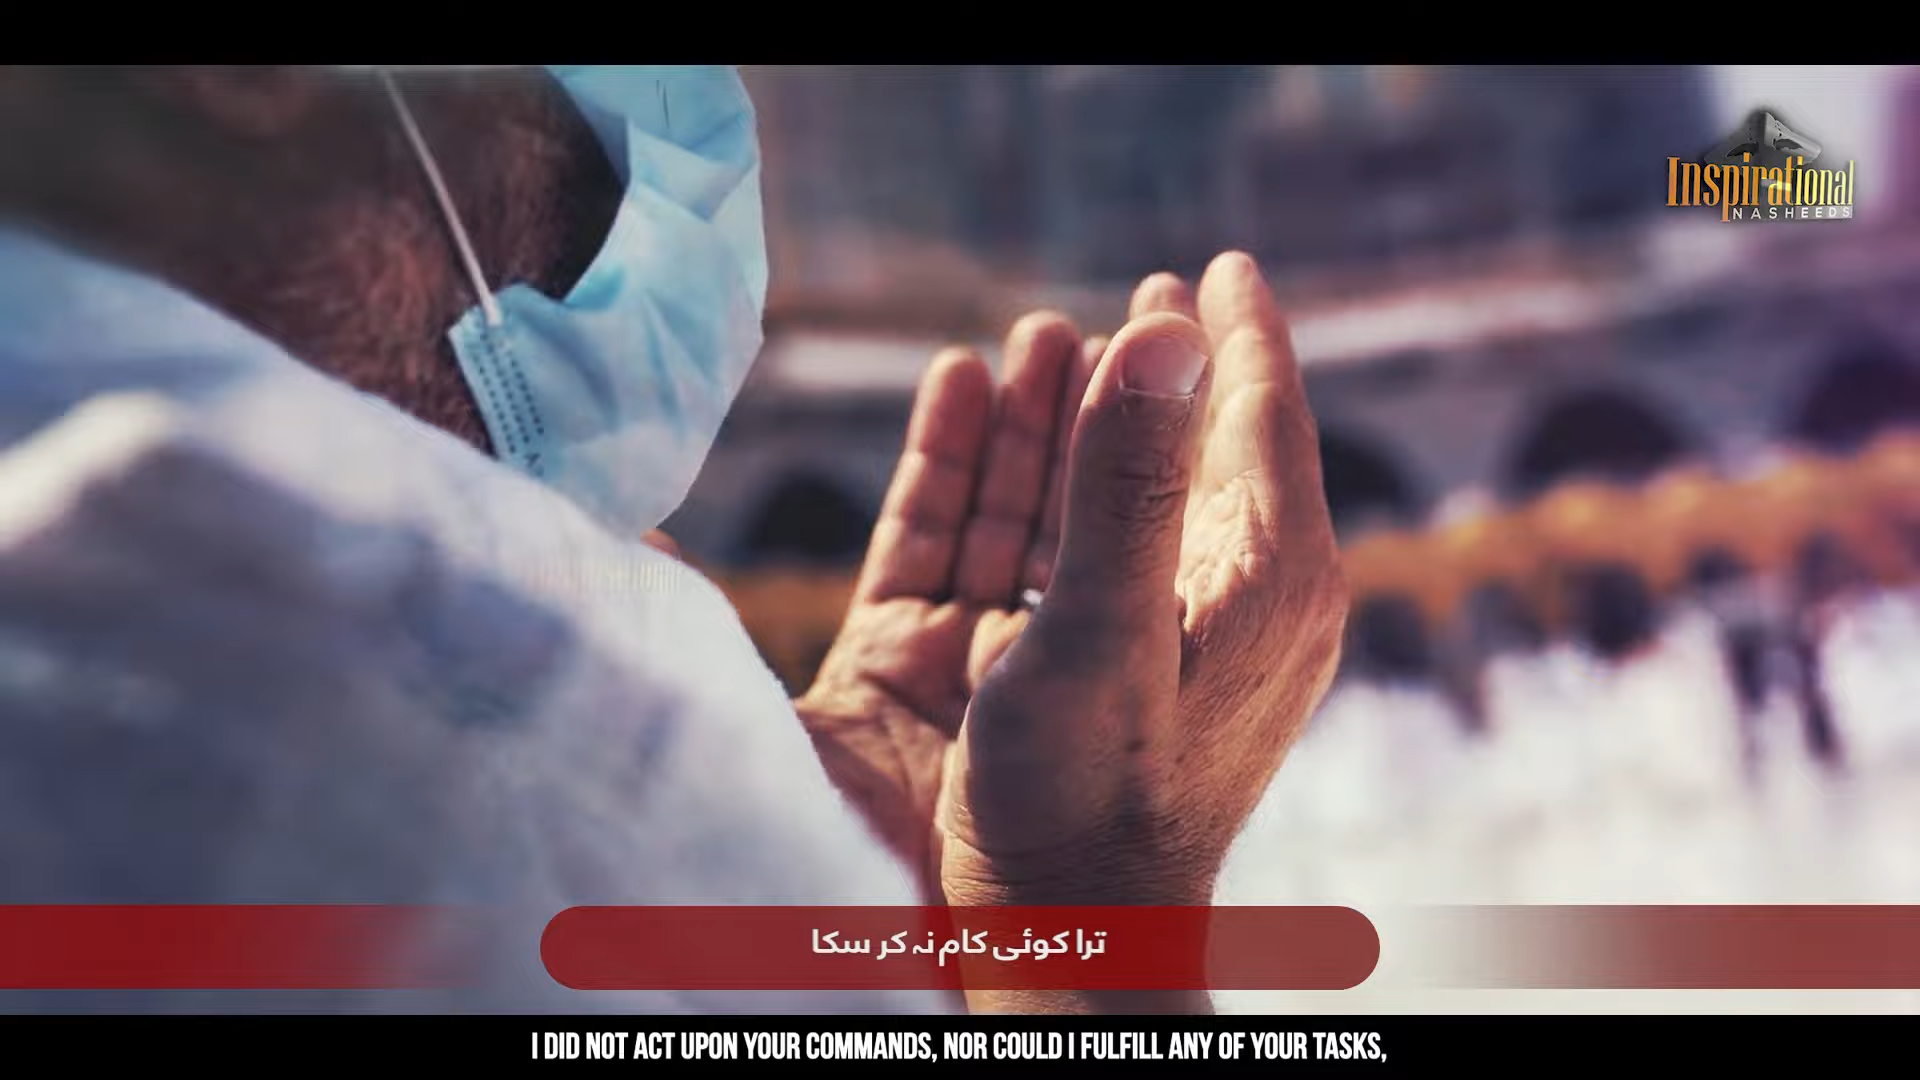 Inspirational
NASHEEDS
ترا کوئی کام نہ کر سکا
I DID NOT ACT UPON YOUR COMMANDS, NOR COULD I FULFILL ANY OF YOUR TASKS,